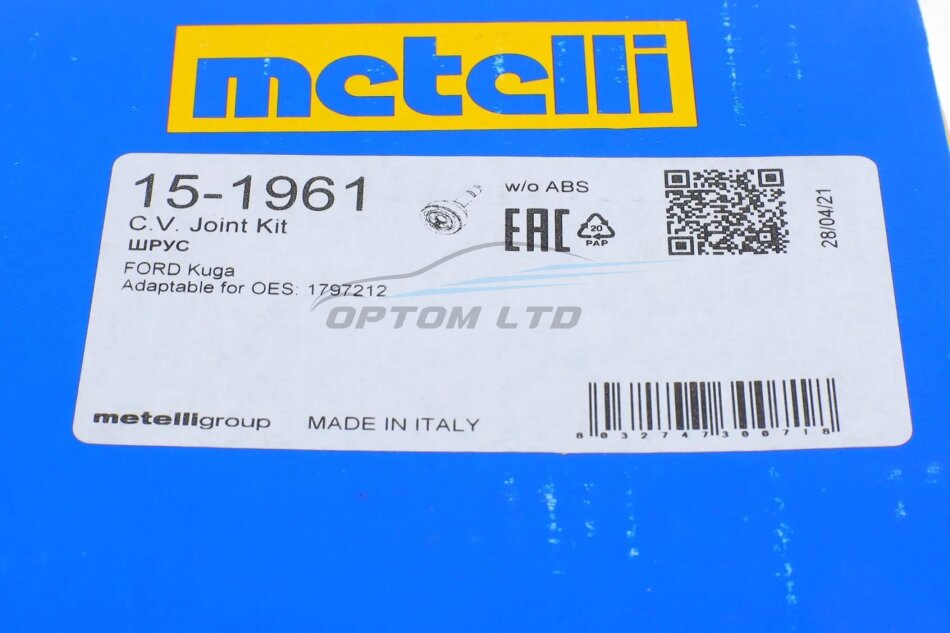 metelli
15-1961
C.V. Joint Kit
ШРУС
FORD Kuga
Adaptable for OES: 1797212
w/o ABS
EAC
20
PAP
28/04/21
OPTOM LTD
metelligroup
MADE IN ITALY
8032747300718